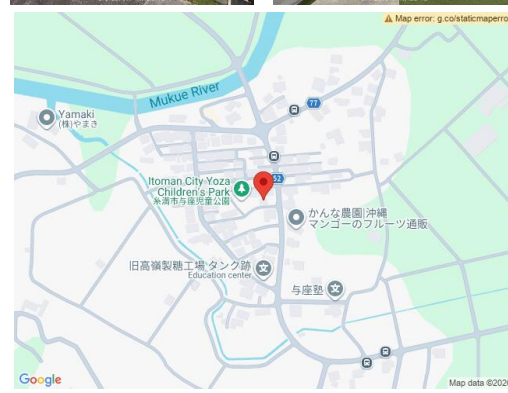 Map error: g.co/staticmaperro
Mukue River
77
Yamaki
(株)やまき
Itoman City Yoza
Children's Park
糸満市与座児童公園
52
かんな農園|沖縄
マンゴーのフルーツ通販
旧高嶺製糖工場 タンク跡
Education center
与座塾
Google
Map data ©202